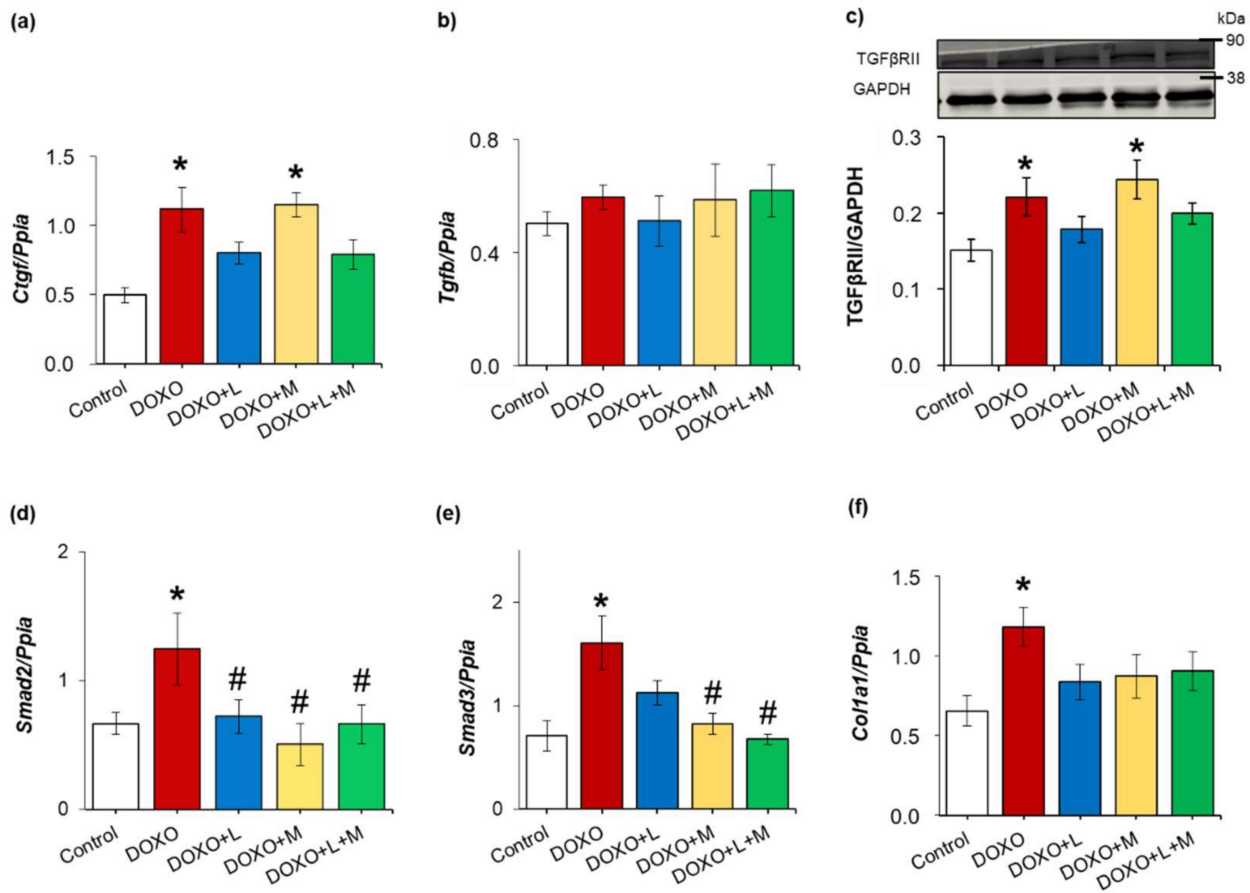 (a)
Ctgf/Ppia
1.5
1.0
0.5
0.0
*
*
Control
DOXO
DOXO+L
DOXO+M
DOXO+L+M
(b)
Tgfb/Ppia
0.8
0.4
0.0
Control
DOXO
DOXO+L
DOXO+M
DOXO+L+M
c)
kDa
TGFβRII
90
GAPDH
38
TGFβRII/GAPDH
0.3
0.2
0.1
0.0
*
*
Control
DOXO
DOXO+L
DOXO+M
DOXO+L+M
(d)
Smad2/Ppia
2
1
0
*
#
#
#
Control
DOXO
DOXO+L
DOXO+M
DOXO+L+M
(e)
Smad3/Ppia
2
1
0
*
#
#
Control
DOXO
DOXO+L
DOXO+M
DOXO+L+M
(f)
Col1a1/Ppia
1.5
1.0
0.5
0.0
*
Control
DOXO
DOXO+L
DOXO+M
DOXO+L+M